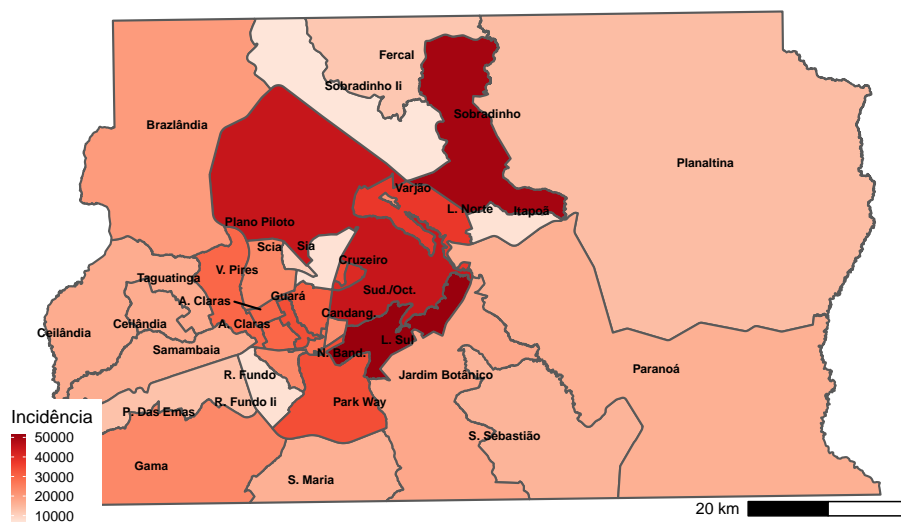 Fercal
Sobradinho Ii
Sobradinho
Brazlândia
Planaltina
Varjão
L. Norte
Itapoã
Plano Piloto
Scia
Sia
Cruzeiro
V. Pires
Taguatinga
A. Claras
Guará
Sud./Oct.
Candang.
Ceilândia
Ceilândia
A. Claras
L. Sul
Samambaia
N. Band.
R. Fundo
Jardim Botânico
Paranoá
P. Das Emas
R. Fundo Ii
Park Way
S. Sebastião
Gama
S. Maria
Incidência
50000
40000
30000
20000
10000
20 km